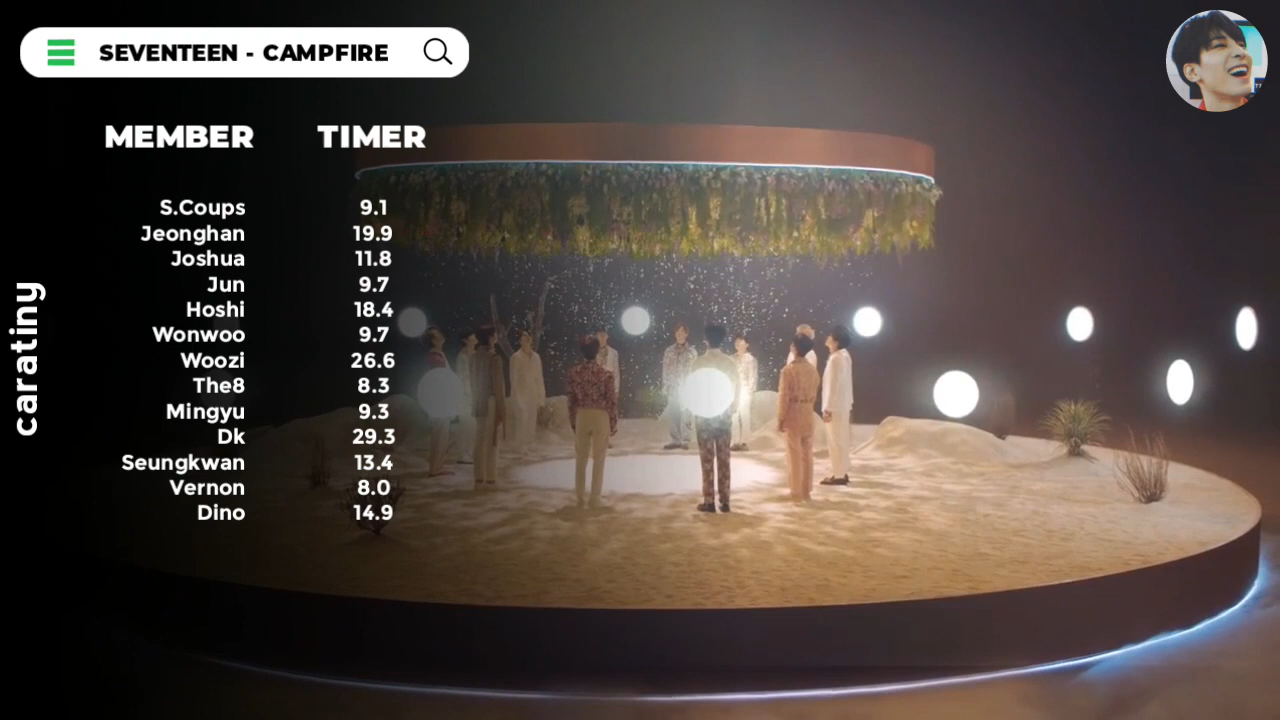 SEVENTEEN - CAMPFIRE
MEMBER TIMER
S.Coups 9.1
Jeonghan 19.9
Joshua 11.8
Jun 9.7
Hoshi 18.4
Wonwoo 9.7
Woozi 26.6
The8 8.3
Mingyu 9.3
Dk 29.3
Seungkwan 13.4
Vernon 8.0
Dino 14.9
caratiny